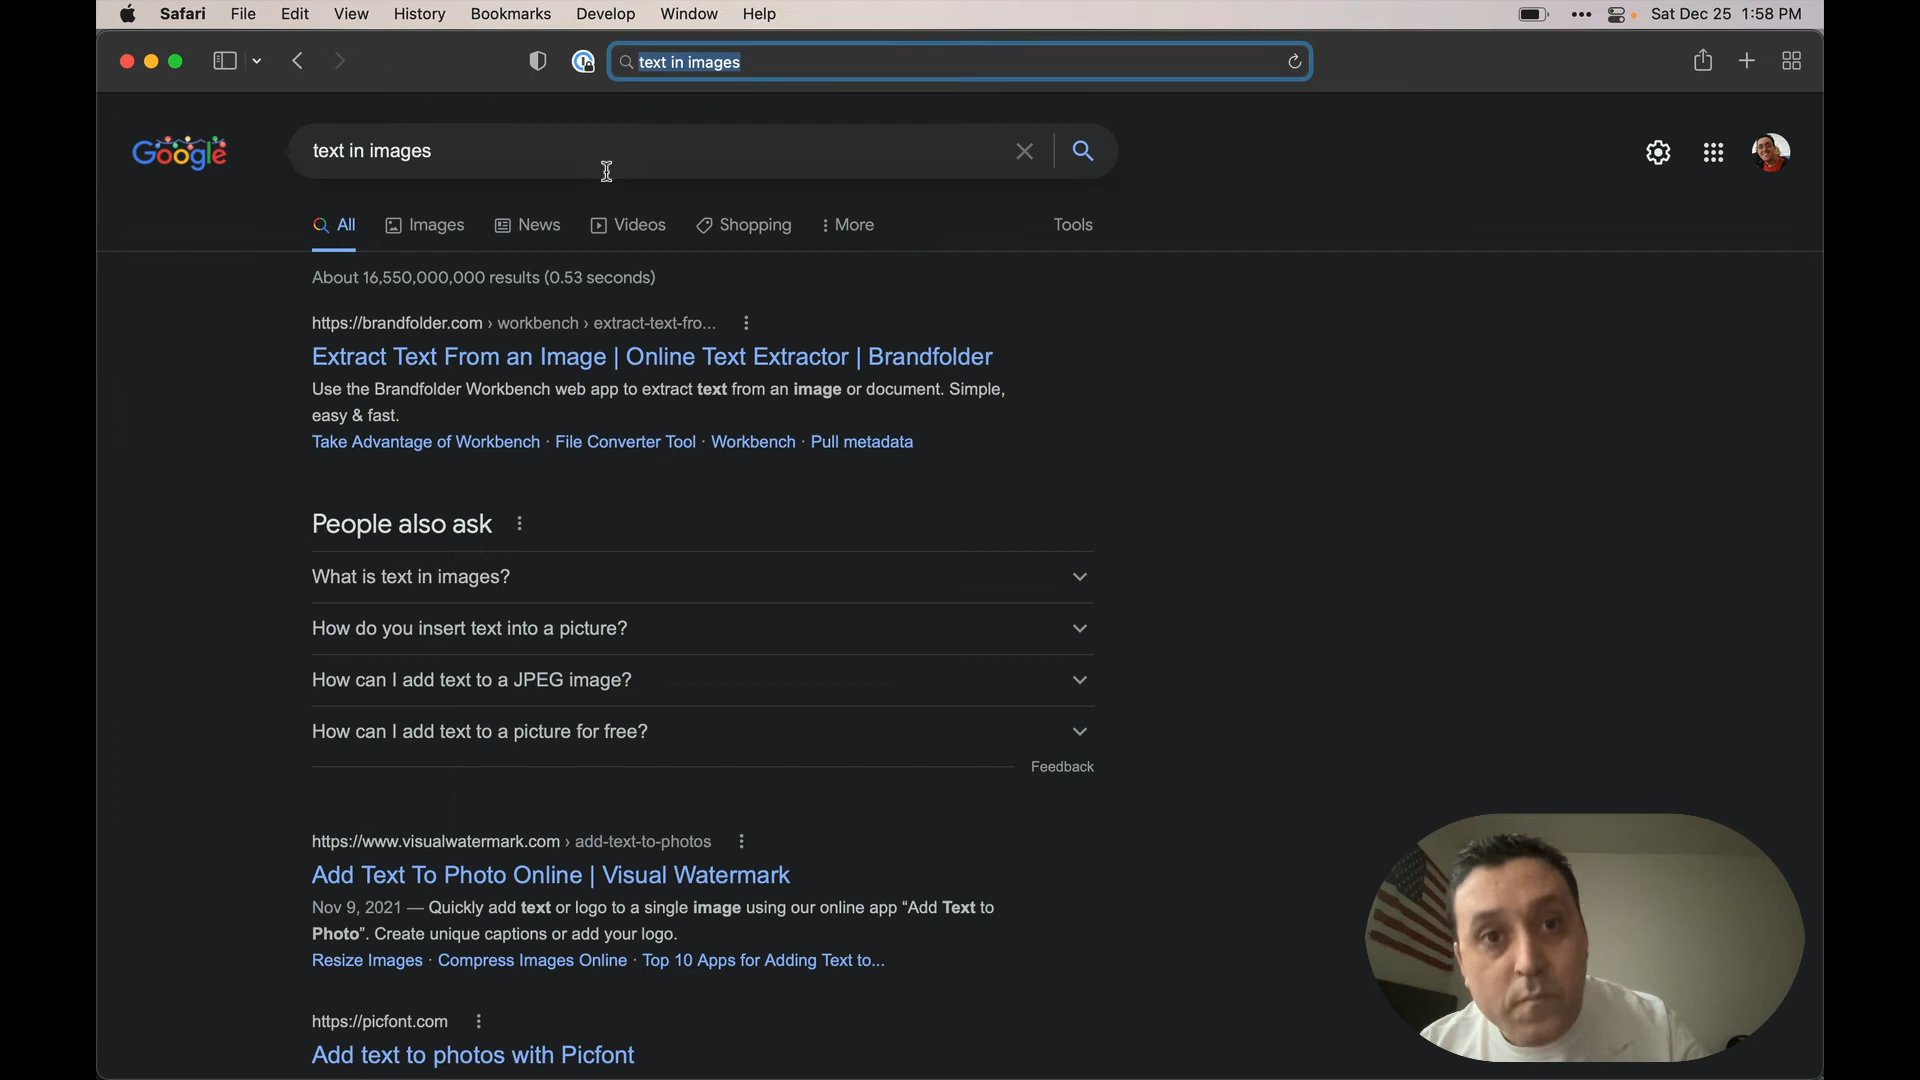 Safari File Edit View History Bookmarks Develop Window Help Sat Dec 25 1:58 PM
text in images
Google
text in images
All Images News Videos Shopping More Tools
About 16,550,000,000 results (0.53 seconds)
https://brandfolder.com › workbench › extract-text-fro...
Extract Text From an Image | Online Text Extractor | Brandfolder
Use the Brandfolder Workbench web app to extract text from an image or document. Simple,
easy & fast.
Take Advantage of Workbench · File Converter Tool · Workbench · Pull metadata
People also ask
What is text in images?
How do you insert text into a picture?
How can I add text to a JPEG image?
How can I add text to a picture for free?
Feedback
https://www.visualwatermark.com › add-text-to-photos
Add Text To Photo Online | Visual Watermark
Nov 9, 2021 — Quickly add text or logo to a single image using our online app “Add Text to
Photo”. Create unique captions or add your logo.
Resize Images · Compress Images Online · Top 10 Apps for Adding Text to...
https://picfont.com
Add text to photos with Picfont